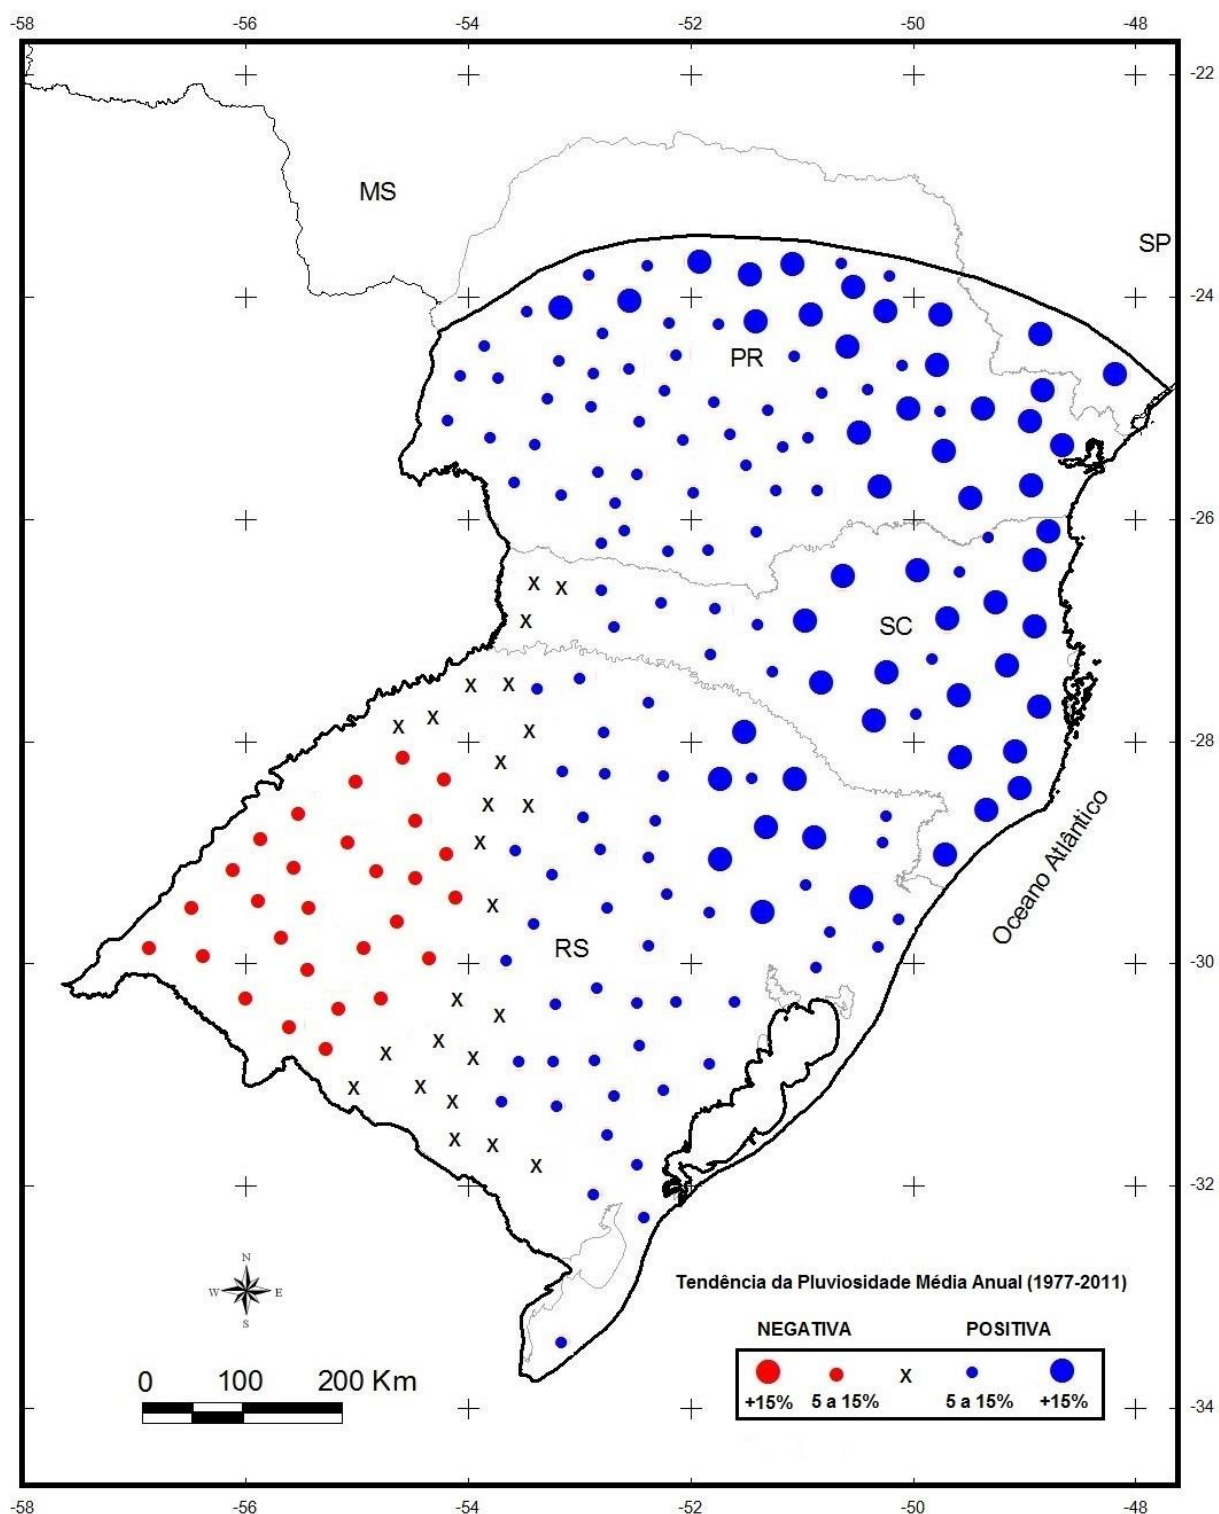 -58 -56 -54 -52 -50 -48
-22
MS
SP
-24
PR
-26
SC
-28
Oceano Atlântico
RS
-30
-32
N
W E
S
Tendência da Pluviosidade Média Anual (1977-2011)
NEGATIVA POSITIVA
x
+15% 5 a 15% 5 a 15% +15%
0 100 200 Km
-34
-58 -56 -54 -52 -50 -48